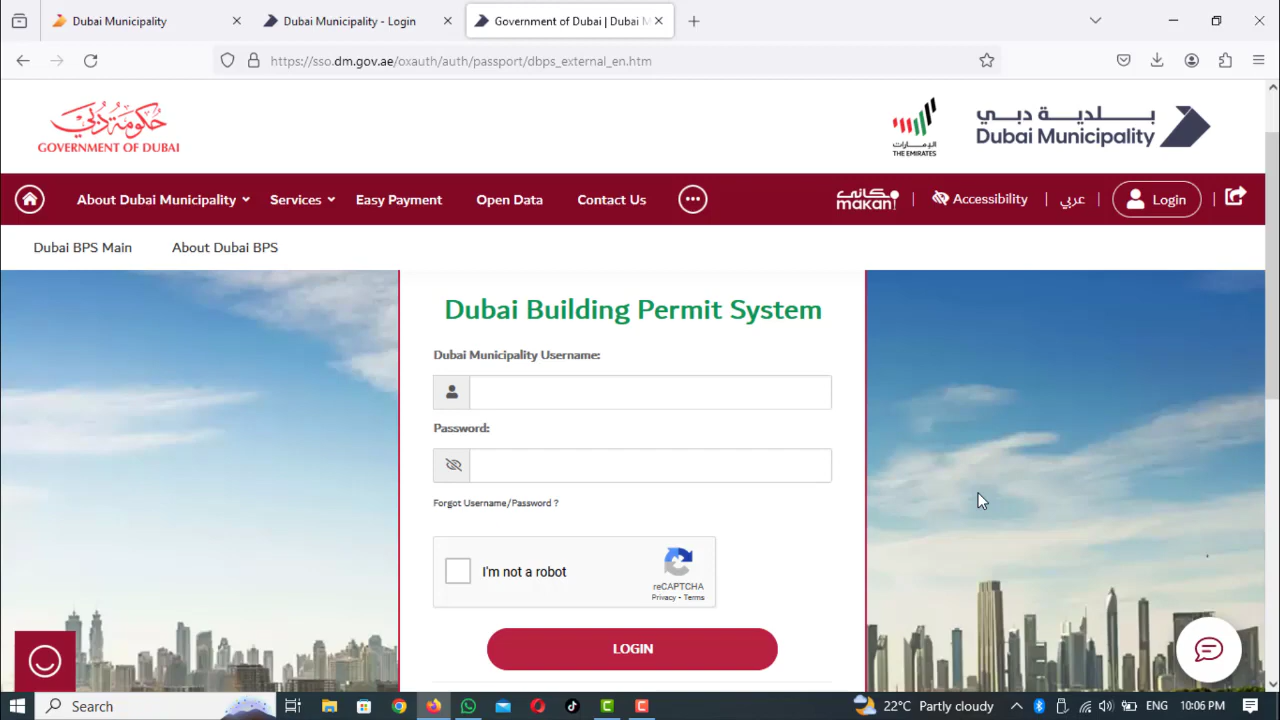 Dubai Municipality
Dubai Municipality - Login
Government of Dubai | Dubai M
https://sso.dm.gov.ae/oxauth/auth/passport/dbps_external_en.htm
حكومة دبي
GOVERNMENT OF DUBAI
الإمارات
THE EMIRATES
بلدية دبي
Dubai Municipality
About Dubai Municipality
Services
Easy Payment
Open Data
Contact Us
مكاني
makani
Accessibility
عربي
Login
Dubai BPS Main
About Dubai BPS
Dubai Building Permit System
Dubai Municipality Username:
Password:
Forgot Username/Password ?
I'm not a robot
reCAPTCHA
Privacy - Terms
LOGIN
Search
22°C Partly cloudy
ENG
10:06 PM